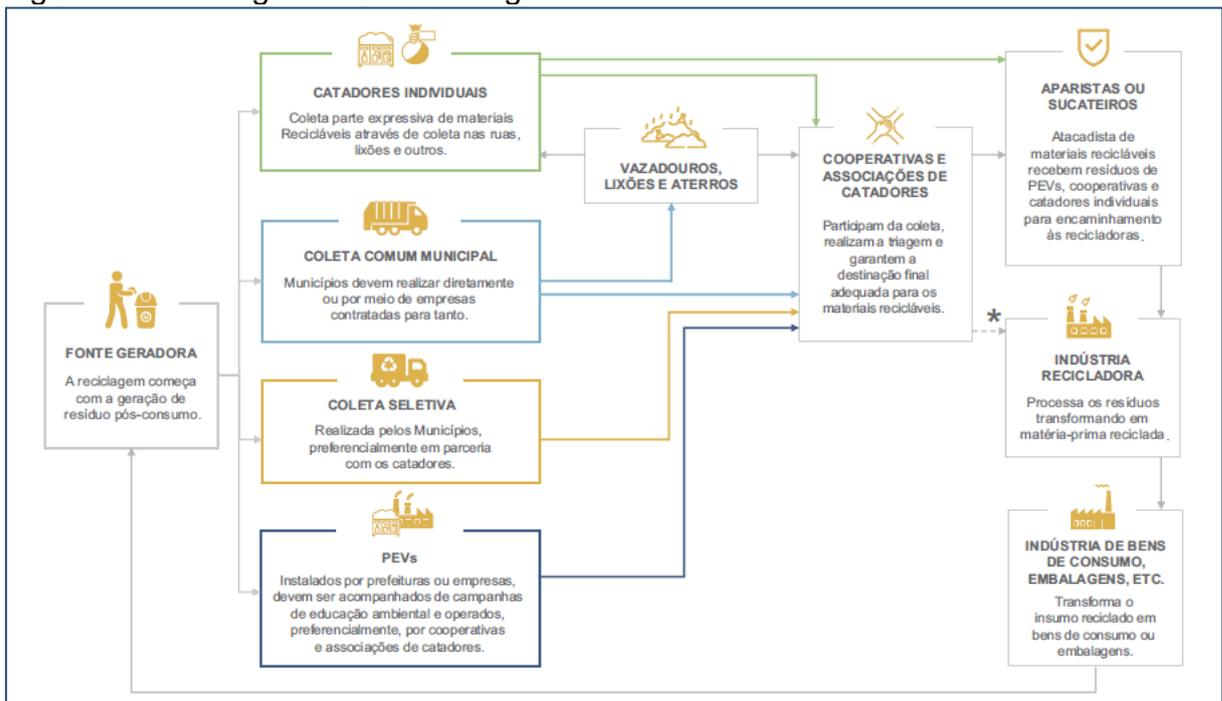 CATADORES INDIVIDUAIS
Coleta parte expressiva de materiais
Recicláveis através de coleta nas ruas,
lixões e outros.
VAZADOUROS,
LIXÕES E ATERROS
COOPERATIVAS E
ASSOCIAÇÕES DE
CATADORES
Participam da coleta,
realizam a triagem e
garantem a
destinação final
adequada para os
materiais recicláveis.
APARISTAS OU
SUCATEIROS
Atacadista de
materiais recicláveis
recebem resíduos de
PEVs, cooperativas e
catadores individuais
para encaminhamento
às recicladoras.
COLETA COMUM MUNICIPAL
Municípios devem realizar diretamente
ou por meio de empresas
contratadas para tanto.
FONTE GERADORA
A reciclagem começa
com a geração de
resíduo pós-consumo.
COLETA SELETIVA
Realizada pelos Municípios,
preferencialmente em parceria
com os catadores.
*
INDÚSTRIA
RECICLADORA
Processa os resíduos
transformando em
matéria-prima reciclada.
PEVs
Instalados por prefeituras ou empresas,
devem ser acompanhados de campanhas
de educação ambiental e operados,
preferencialmente, por cooperativas
e associações de catadores.
INDÚSTRIA DE BENS
DE CONSUMO,
EMBALAGENS, ETC.
Transforma o
insumo reciclado em
bens de consumo ou
embalagens.